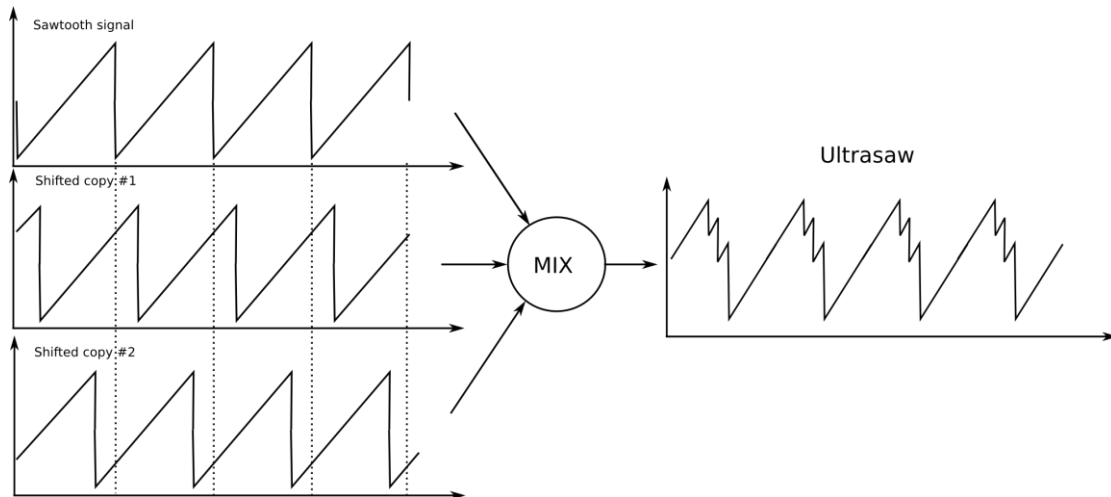 Sawtooth signal
Shifted copy #1
Shifted copy #2
MIX
Ultrasaw